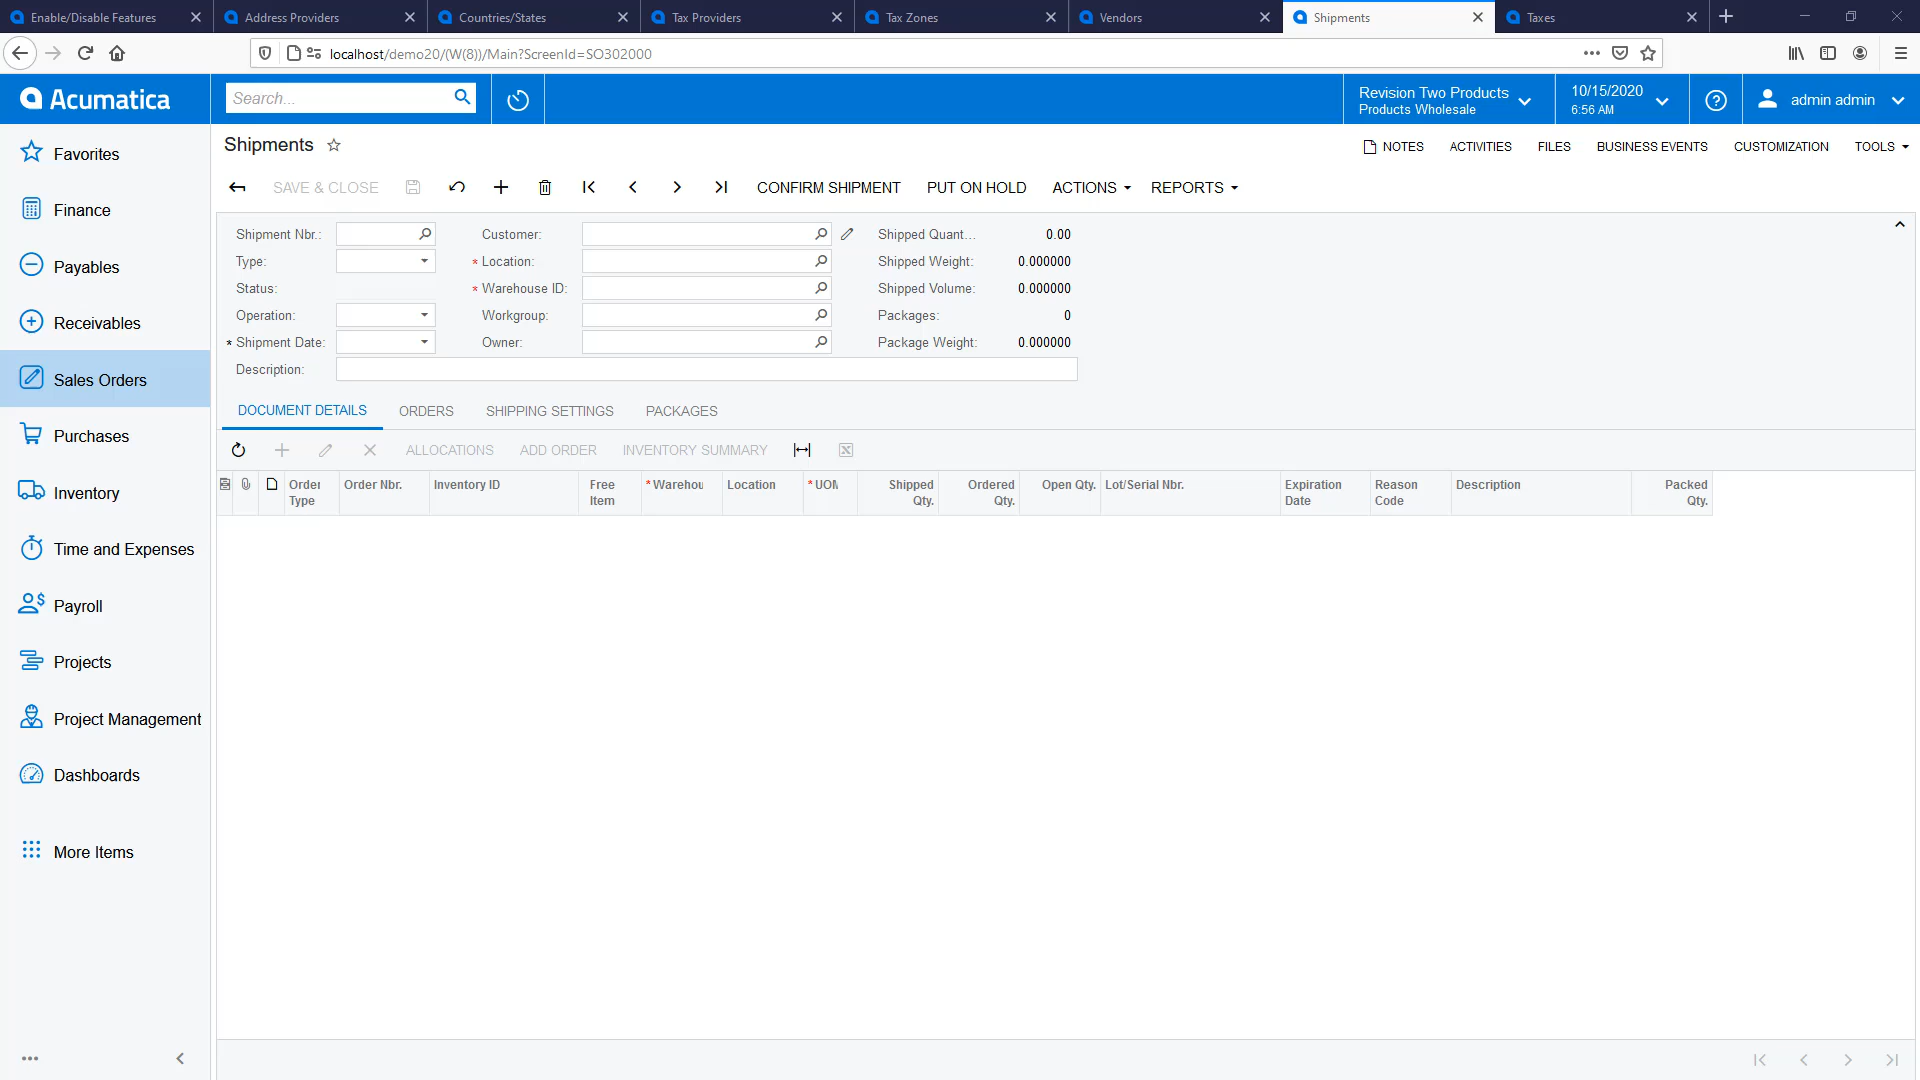 Enable/Disable Features
Address Providers
Countries/States
Tax Providers
Tax Zones
Vendors
Shipments
Taxes
localhost/demo20/(W(8))/Main?ScreenId=SO302000
Acumatica
Search...
Revision Two Products
Products Wholesale
10/15/2020
6:56 AM
admin admin
Favorites
Finance
Payables
Receivables
Sales Orders
Purchases
Inventory
Time and Expenses
Payroll
Projects
Project Management
Dashboards
More Items
Shipments
NOTES ACTIVITIES FILES BUSINESS EVENTS CUSTOMIZATION TOOLS
SAVE & CLOSE CONFIRM SHIPMENT PUT ON HOLD ACTIONS REPORTS
Shipment Nbr.: Customer: Shipped Quant... 0.00
Type: * Location: Shipped Weight: 0.000000
Status: * Warehouse ID: Shipped Volume: 0.000000
Operation: Workgroup: Packages: 0
* Shipment Date: Owner: Package Weight: 0.000000
Description:
DOCUMENT DETAILS ORDERS SHIPPING SETTINGS PACKAGES
ALLOCATIONS ADD ORDER INVENTORY SUMMARY
Order Type
Order Nbr.
Inventory ID
Free Item
* Warehou
Location
* UOM
Shipped Qty.
Ordered Qty.
Open Qty.
Lot/Serial Nbr.
Expiration Date
Reason Code
Description
Packed Qty.